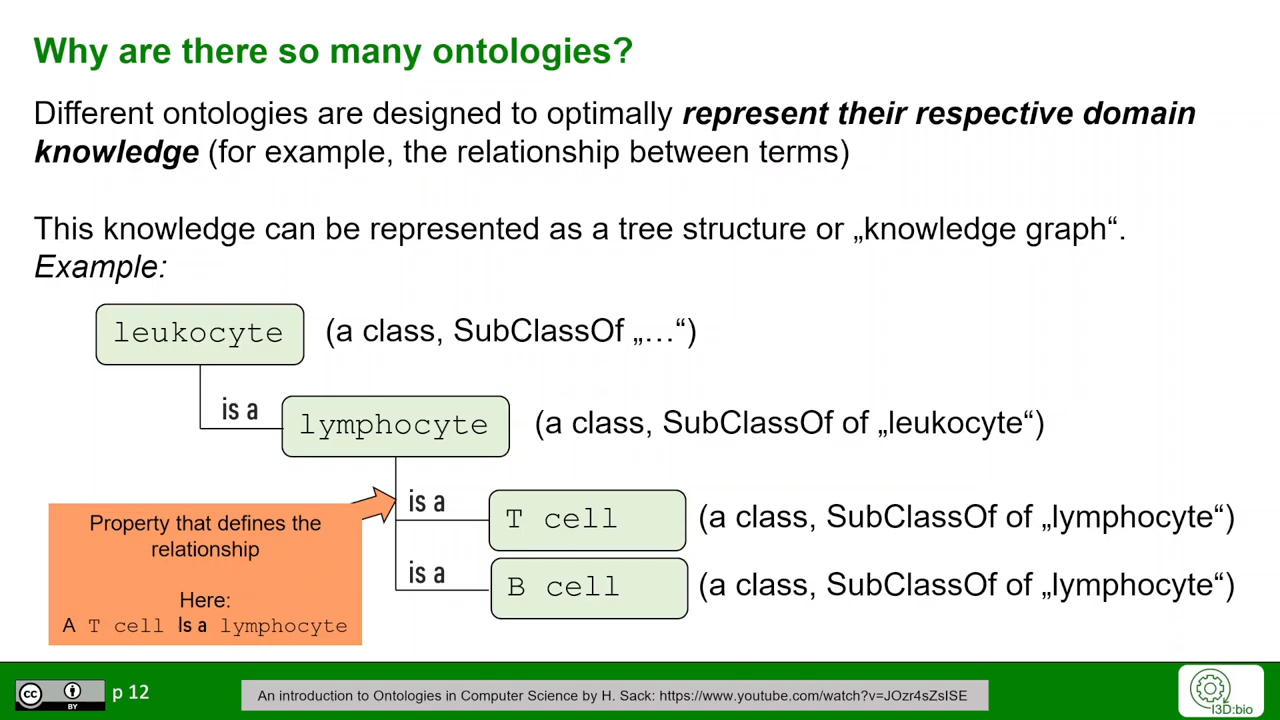 Why are there so many ontologies?
Different ontologies are designed to optimally represent their respective domain
knowledge (for example, the relationship between terms)
This knowledge can be represented as a tree structure or „knowledge graph“.
Example:
leukocyte (a class, SubClassOf „…“)
is a
lymphocyte (a class, SubClassOf of „leukocyte“)
is a
T cell (a class, SubClassOf of „lymphocyte“)
is a
B cell (a class, SubClassOf of „lymphocyte“)
Property that defines the
relationship
Here:
A T cell Is a lymphocyte
cc BY
p 12
An introduction to Ontologies in Computer Science by H. Sack: https://www.youtube.com/watch?v=JOzr4sZsISE
I3D:bio